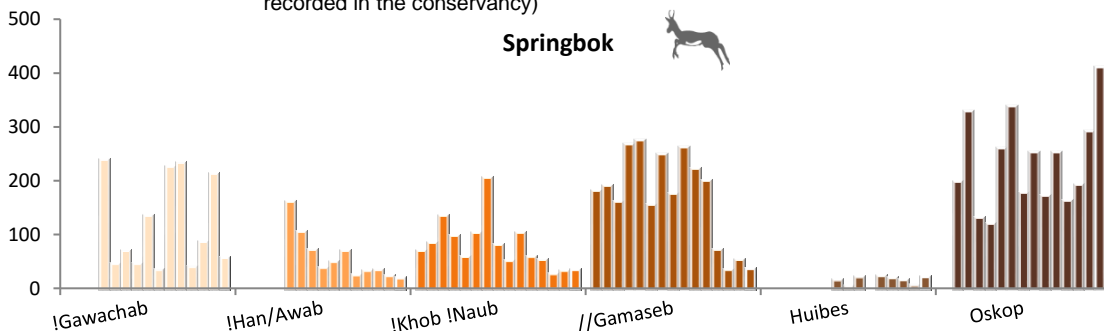 recorded in the conservancy)
Springbok
500
400
300
200
100
0
!Gawachab
!Han/Awab
!Khob !Naub
//Gamaseb
Huibes
Oskop